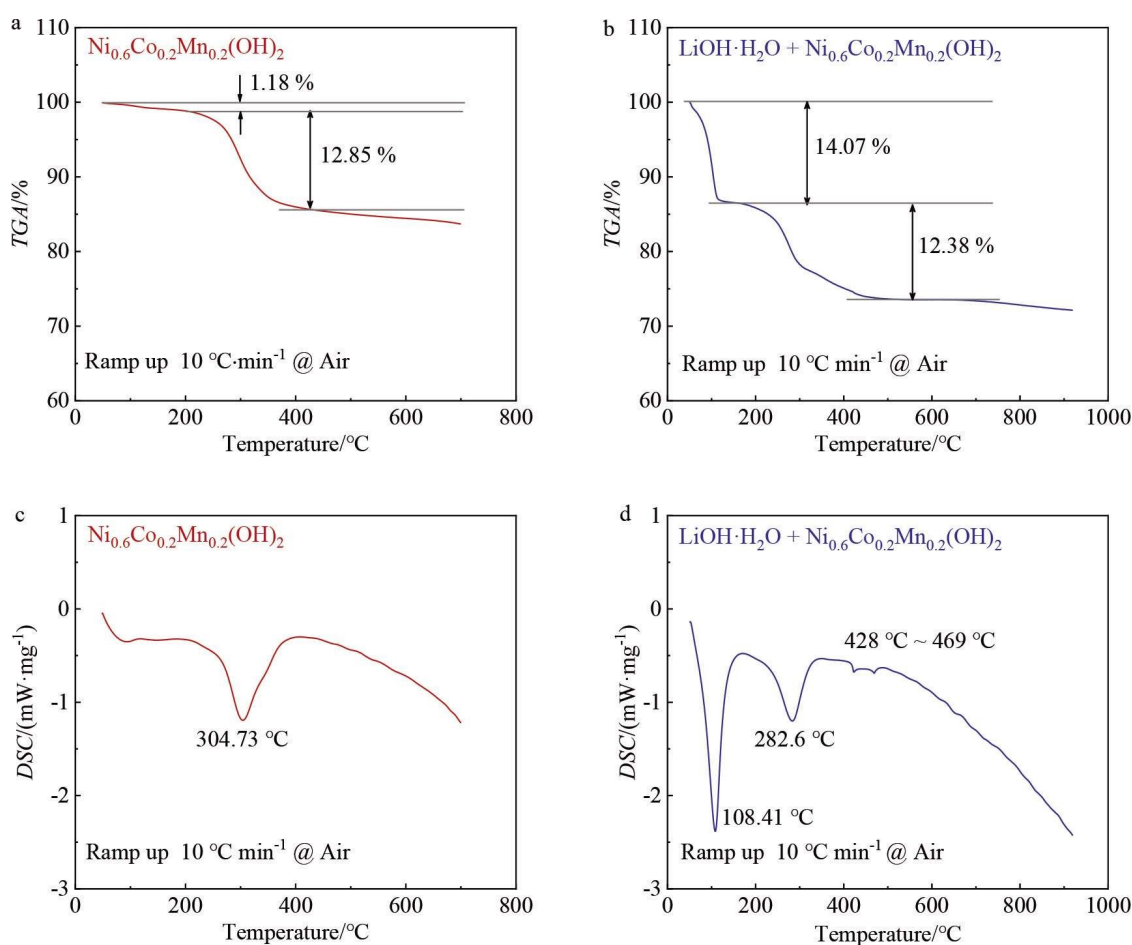 a
Ni0.6Co0.2Mn0.2(OH)2
1.18 %
12.85 %
Ramp up 10 ℃·min-1 @ Air
TGA/%
110
100
90
80
70
60
0
200
400
600
800
Temperature/℃
b
LiOH·H2O + Ni0.6Co0.2Mn0.2(OH)2
14.07 %
12.38 %
Ramp up 10 ℃ min-1 @ Air
TGA/%
110
100
90
80
70
60
0
200
400
600
800
1000
Temperature/℃
c
Ni0.6Co0.2Mn0.2(OH)2
304.73 ℃
Ramp up 10 ℃ min-1 @ Air
DSC/(mW·mg-1)
1
0
-1
-2
-3
0
200
400
600
800
Temperature/℃
d
LiOH·H2O + Ni0.6Co0.2Mn0.2(OH)2
428 ℃ ~ 469 ℃
282.6 ℃
108.41 ℃
Ramp up 10 ℃ min-1 @ Air
DSC/(mW·mg-1)
1
0
-1
-2
-3
0
200
400
600
800
1000
Temperature/℃